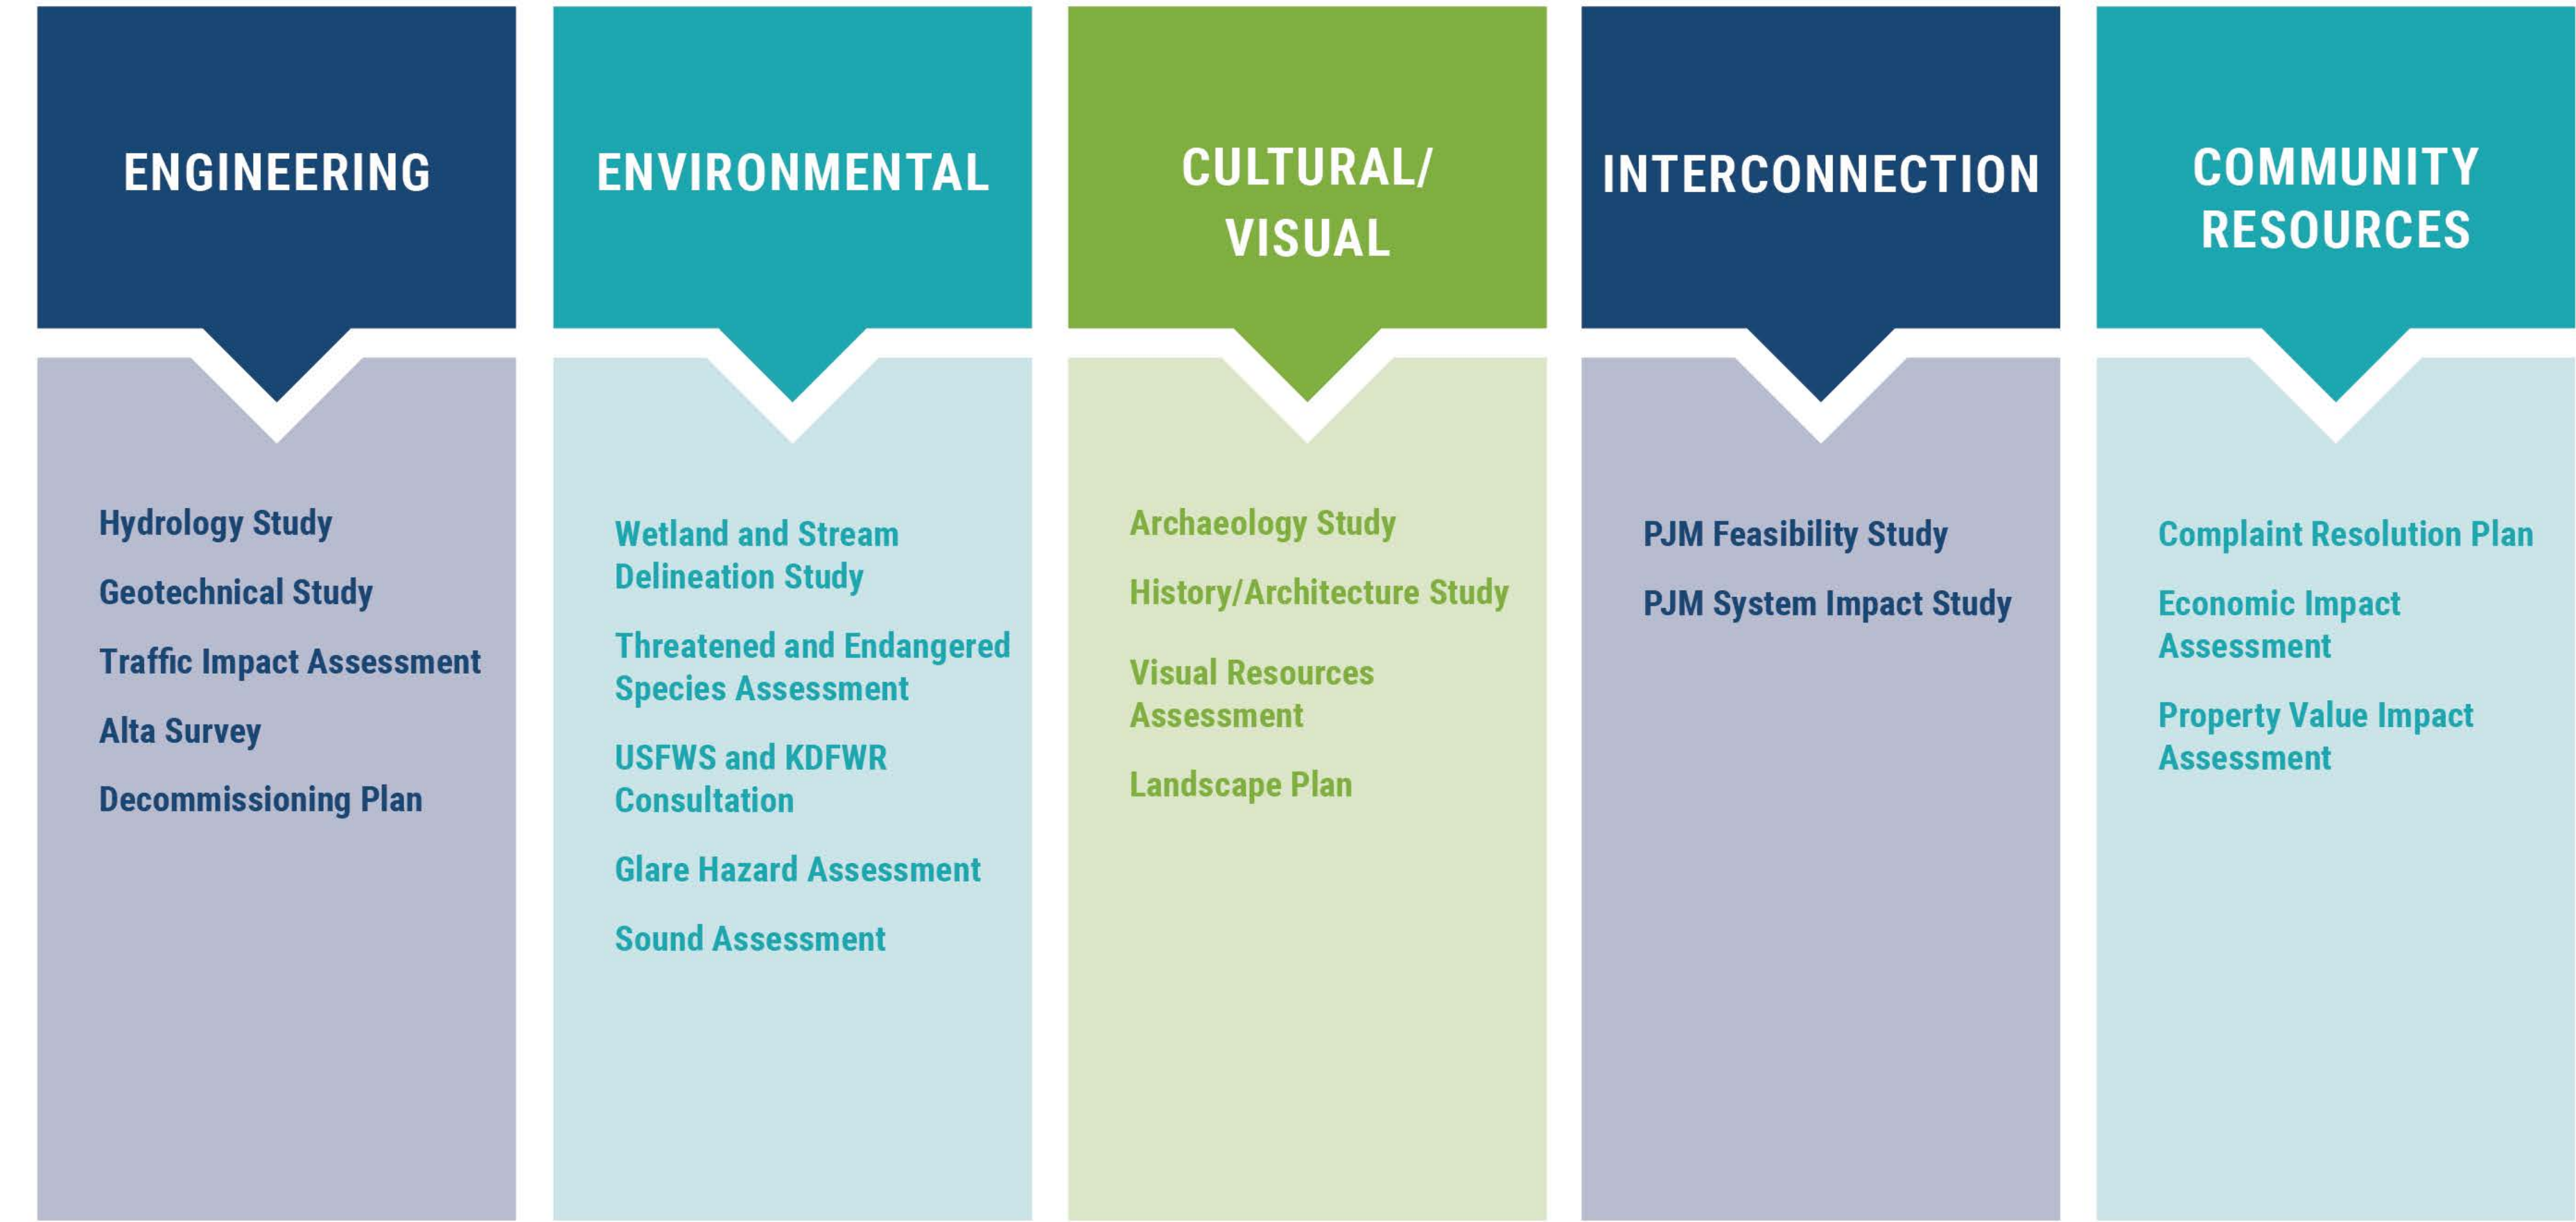 ENGINEERING
Hydrology Study
Geotechnical Study
Traffic Impact Assessment
Alta Survey
Decommissioning Plan
ENVIRONMENTAL
Wetland and Stream
Delineation Study
Threatened and Endangered
Species Assessment
USFWS and KDFWR
Consultation
Glare Hazard Assessment
Sound Assessment
CULTURAL/
VISUAL
Archaeology Study
History/Architecture Study
Visual Resources
Assessment
Landscape Plan
INTERCONNECTION
PJM Feasibility Study
PJM System Impact Study
COMMUNITY
RESOURCES
Complaint Resolution Plan
Economic Impact
Assessment
Property Value Impact
Assessment